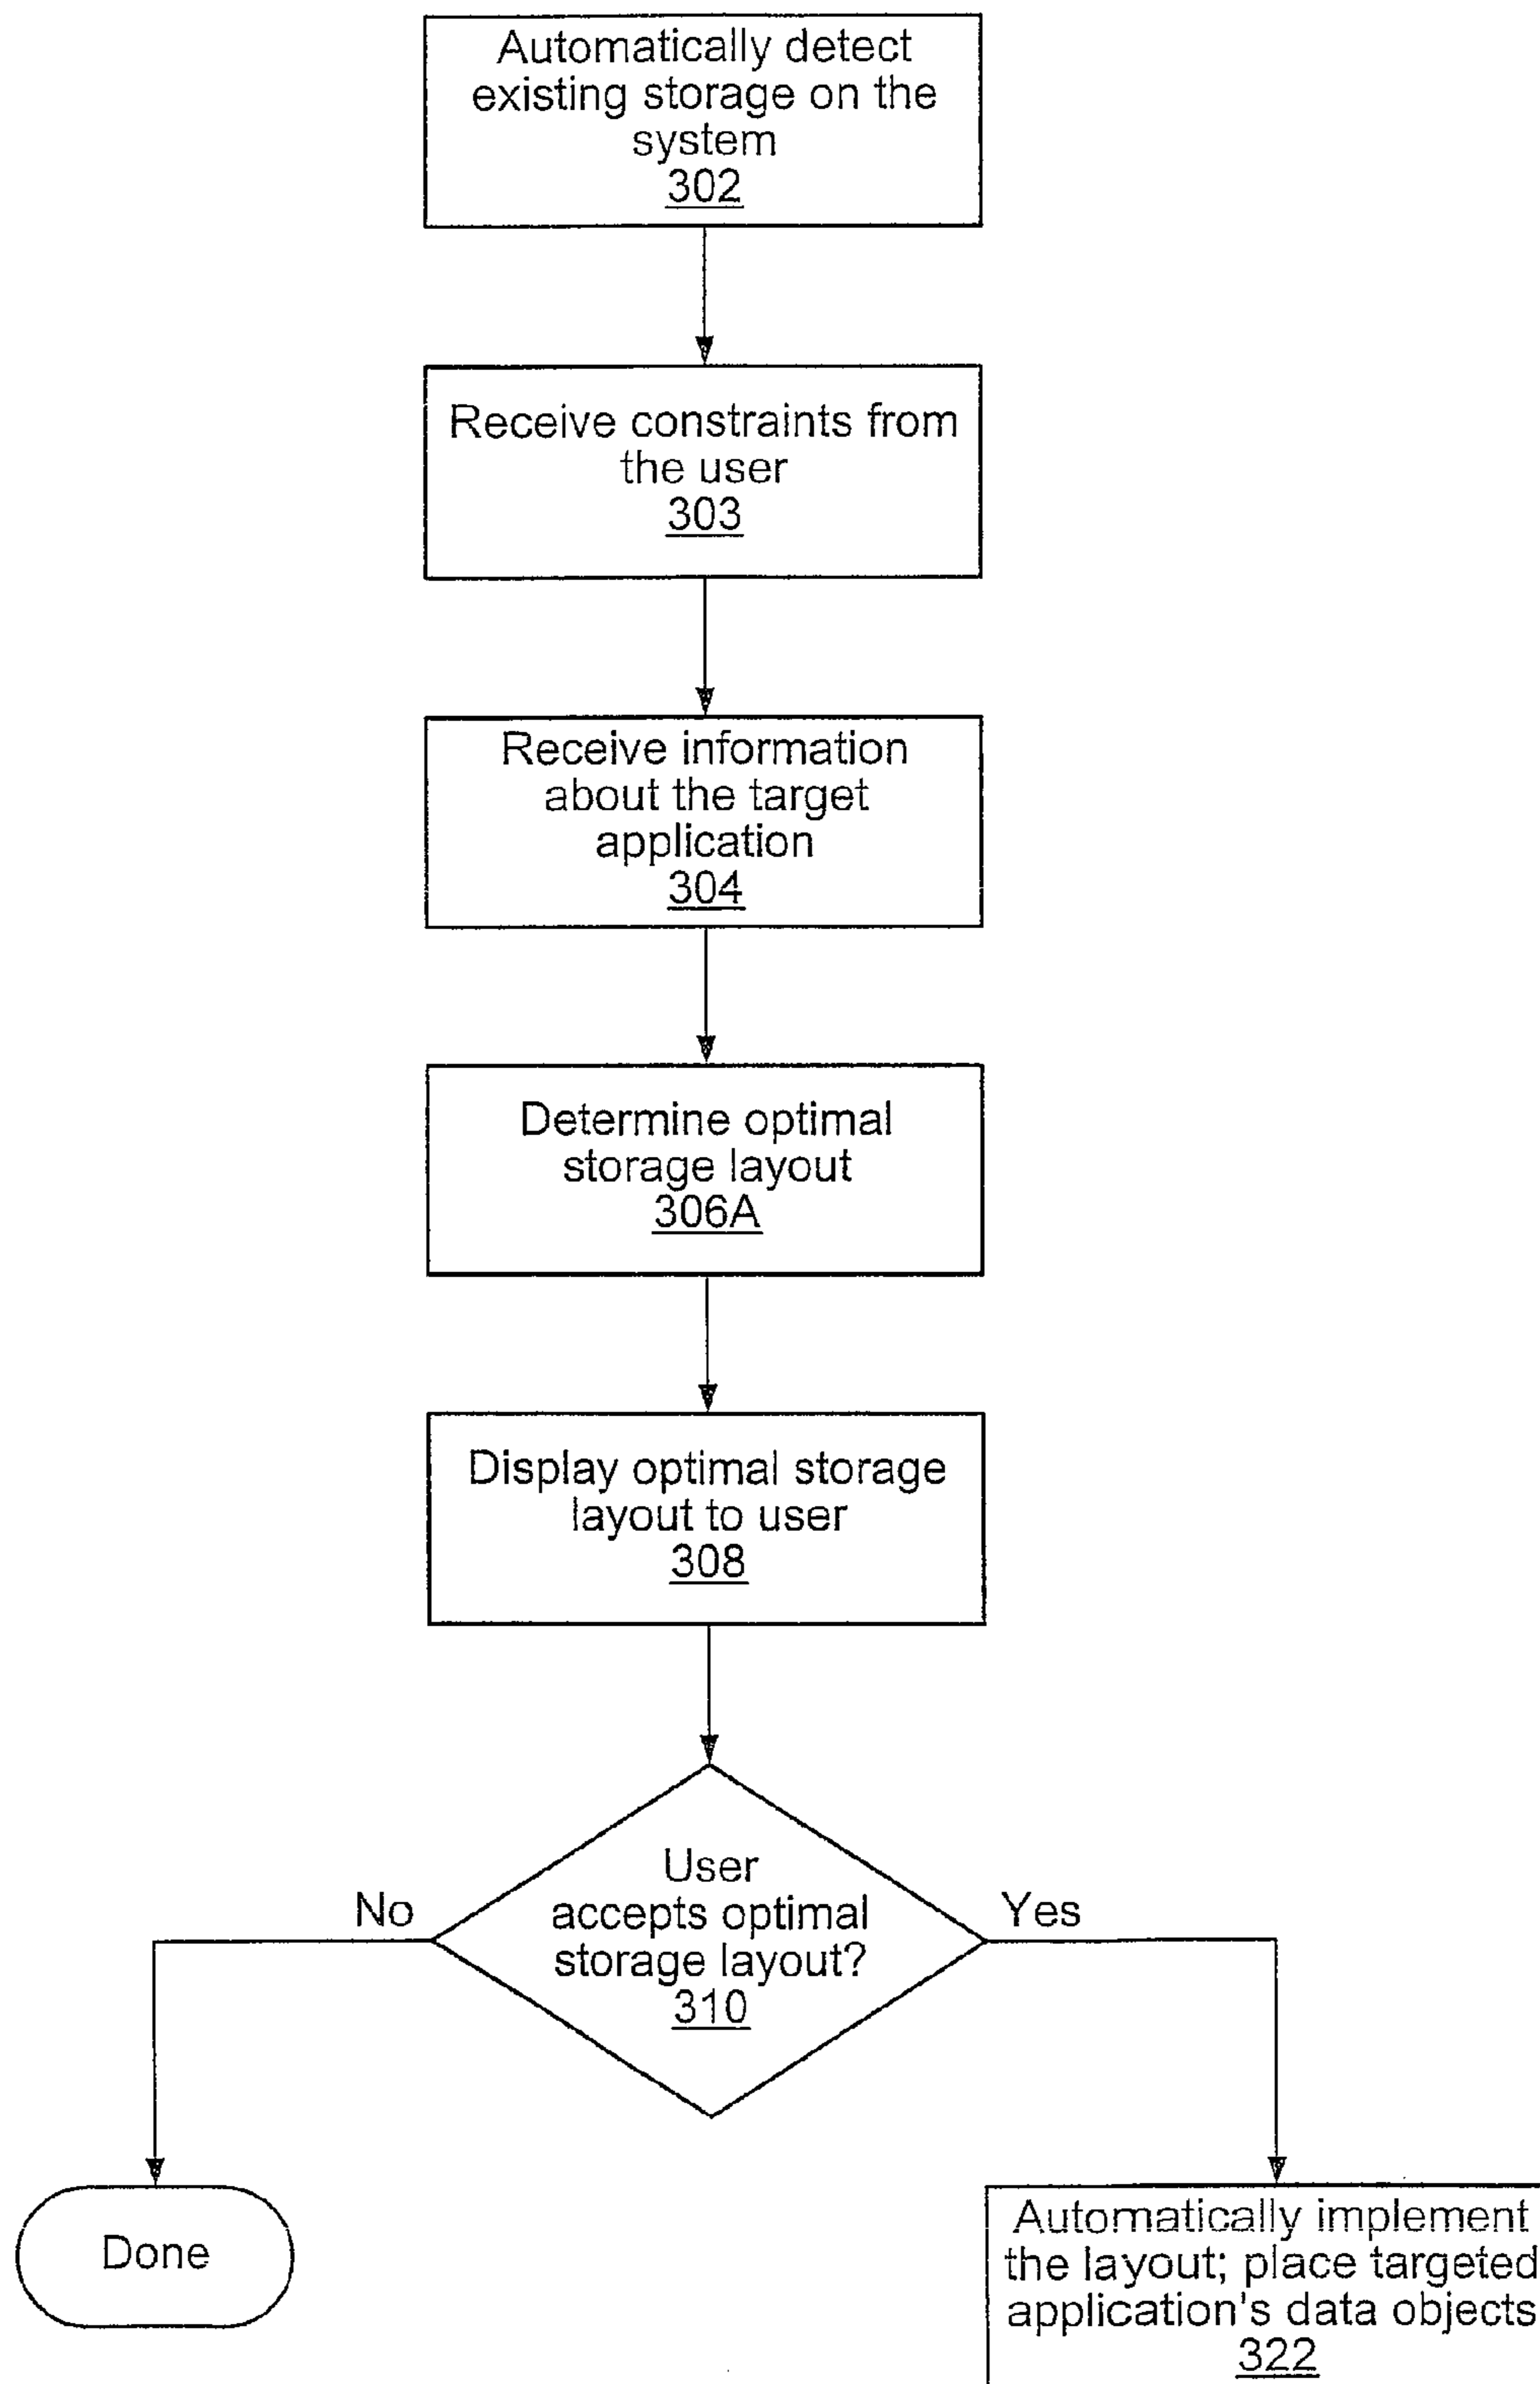 Automatically detect
existing storage on the
system
302
Receive constraints from
the user
303
Receive information
about the target
application
304
Determine optimal
storage layout
306A
Display optimal storage
layout to user
308
User
accepts optimal
storage layout?
310
No
Yes
Done
Automatically implement
the layout; place targeted
application's data objects
322